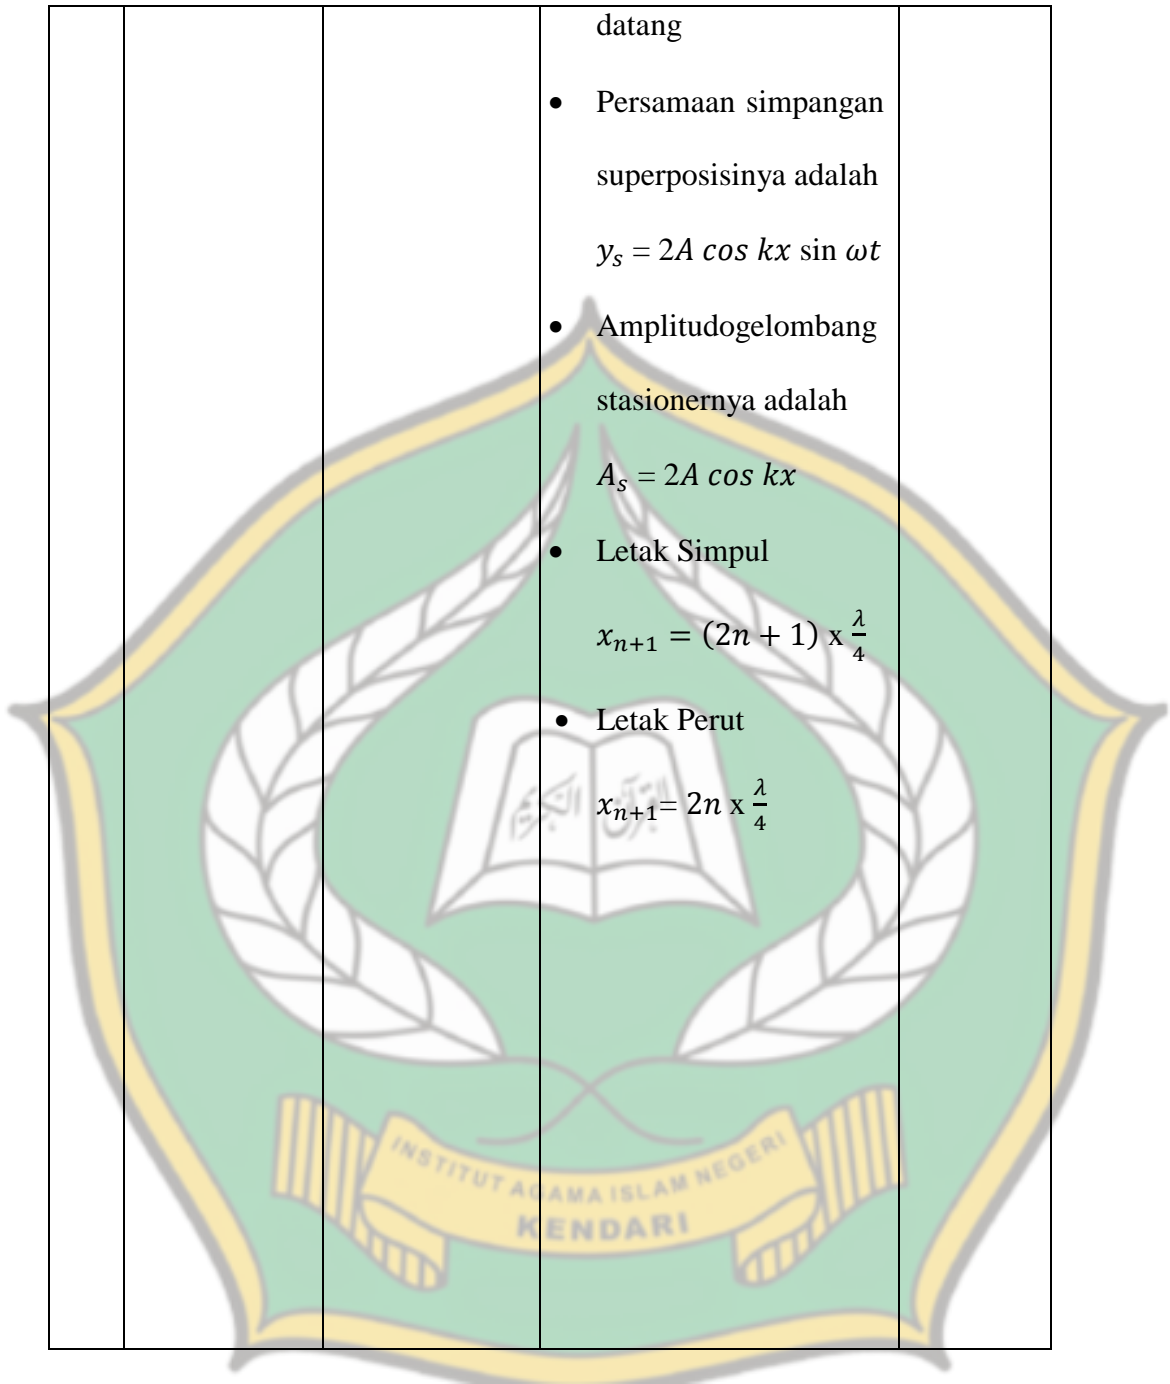 datang
• Persamaan simpangan
superposisinya adalah
yₛ = 2A cos kx sin ωt
• Amplitudogelombang
stasionernya adalah
Aₛ = 2A cos kx
• Letak Simpul
xₙ₊₁ = (2n + 1) x λ/4
• Letak Perut
xₙ₊₁= 2n x λ/4
INSTITUT AGAMA ISLAM NEGERI
KENDARI